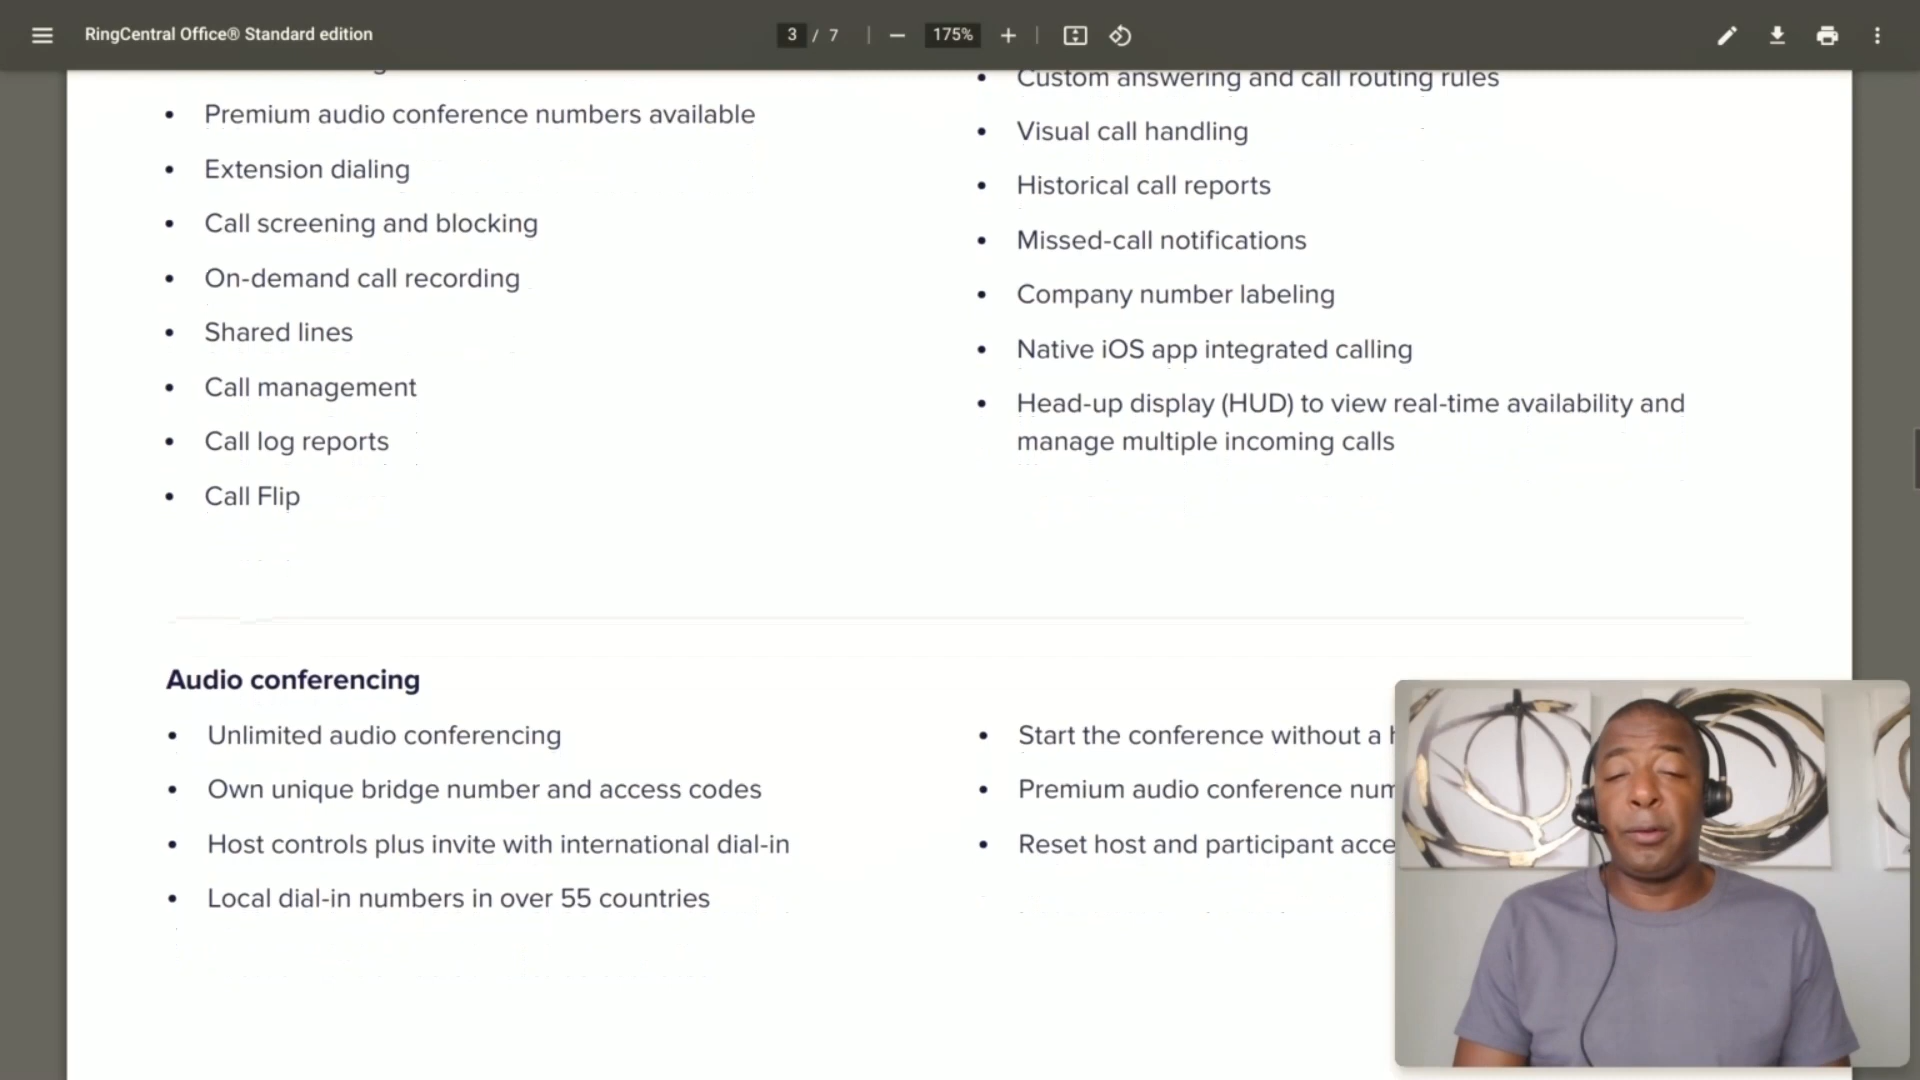 RingCentral Office® Standard edition
3 / 7
175%
Premium audio conference numbers available
Extension dialing
Call screening and blocking
On-demand call recording
Shared lines
Call management
Call log reports
Call Flip
Custom answering and call routing rules
Visual call handling
Historical call reports
Missed-call notifications
Company number labeling
Native iOS app integrated calling
Head-up display (HUD) to view real-time availability and
manage multiple incoming calls
Audio conferencing
Unlimited audio conferencing
Own unique bridge number and access codes
Host controls plus invite with international dial-in
Local dial-in numbers in over 55 countries
Start the conference without a
Premium audio conference
Reset host and participant